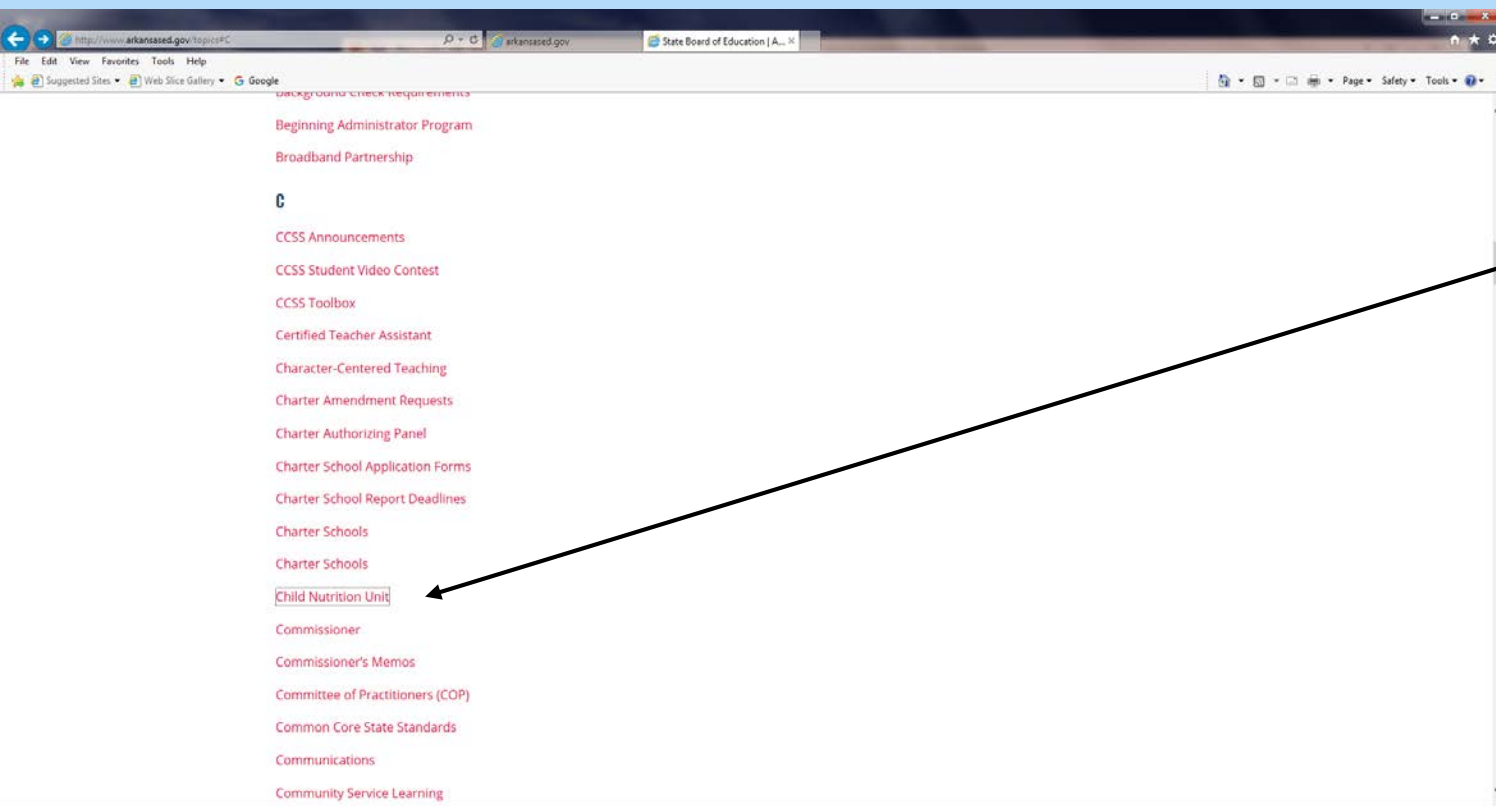 http://www.arkansased.gov/topics#C
arkansased.gov
State Board of Education | A...
File Edit View Favorites Tools Help
Suggested Sites Web Slice Gallery Google
Page Safety Tools
Background Check Requirements
Beginning Administrator Program
Broadband Partnership
C
CCSS Announcements
CCSS Student Video Contest
CCSS Toolbox
Certified Teacher Assistant
Character-Centered Teaching
Charter Amendment Requests
Charter Authorizing Panel
Charter School Application Forms
Charter School Report Deadlines
Charter Schools
Charter Schools
Child Nutrition Unit
Commissioner
Commissioner's Memos
Committee of Practitioners (COP)
Common Core State Standards
Communications
Community Service Learning